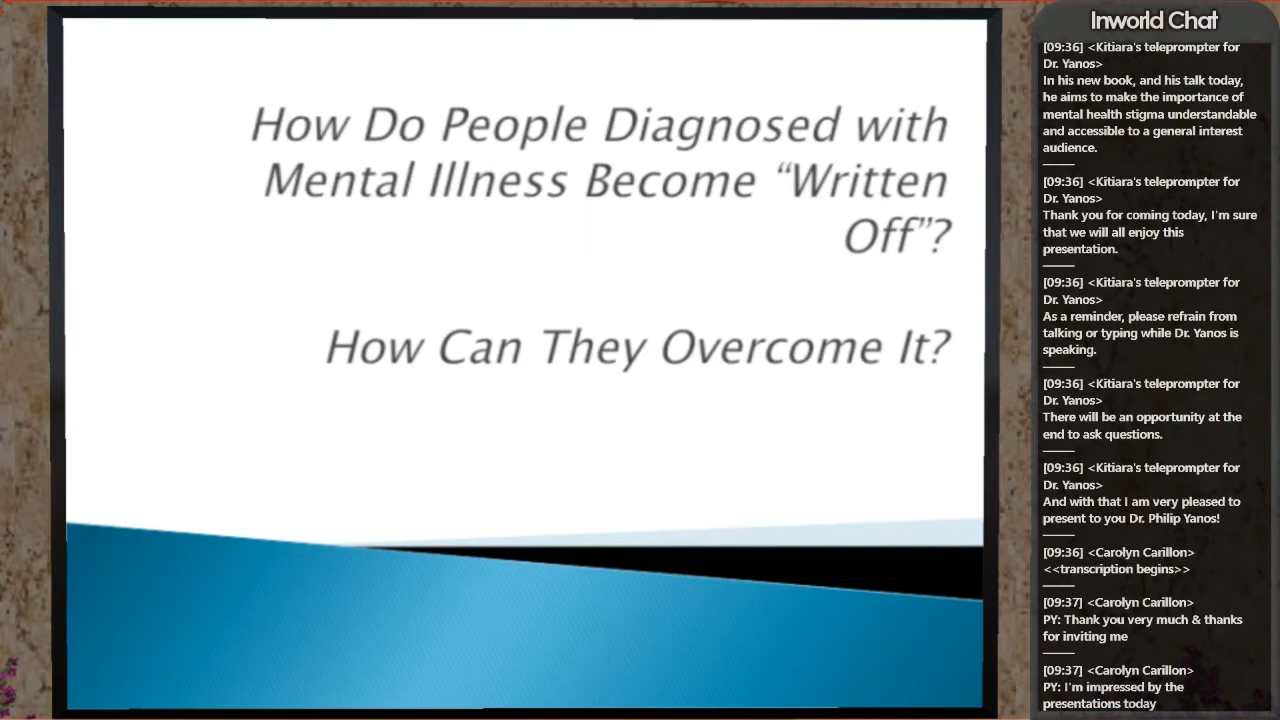 How Do People Diagnosed with
Mental Illness Become “Written
Off”?
How Can They Overcome It?
Inworld Chat
[09:36] <Kitiara's teleprompter for
Dr. Yanos>
In his new book, and his talk today,
he aims to make the importance of
mental health stigma understandable
and accessible to a general interest
audience.
[09:36] <Kitiara's teleprompter for
Dr. Yanos>
Thank you for coming today, I'm sure
that we will all enjoy this
presentation.
[09:36] <Kitiara's teleprompter for
Dr. Yanos>
As a reminder, please refrain from
talking or typing while Dr. Yanos is
speaking.
[09:36] <Kitiara's teleprompter for
Dr. Yanos>
There will be an opportunity at the
end to ask questions.
[09:36] <Kitiara's teleprompter for
Dr. Yanos>
And with that I am very pleased to
present to you Dr. Philip Yanos!
[09:36] <Carolyn Carillon>
<<transcription begins>>
[09:37] <Carolyn Carillon>
PY: Thank you very much & thanks
for inviting me
[09:37] <Carolyn Carillon>
PY: I'm impressed by the
presentations today